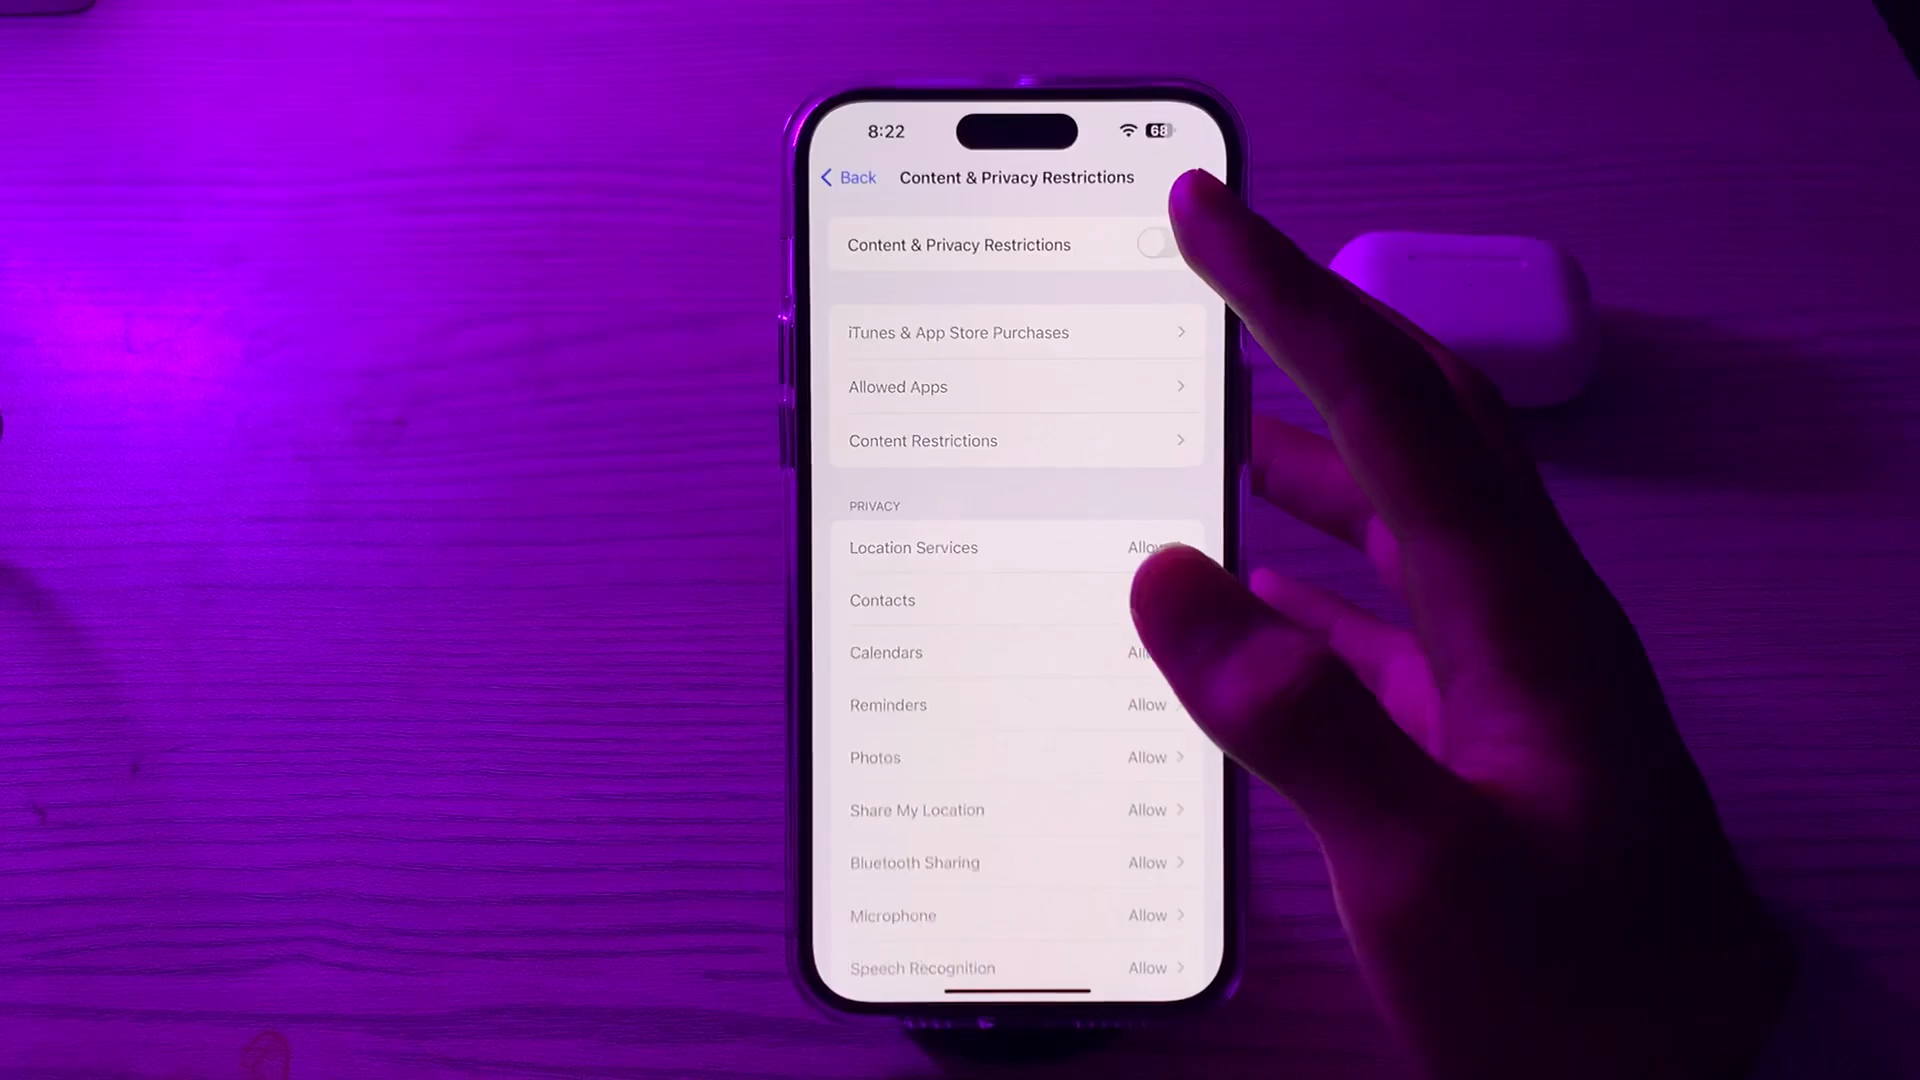 8:22
68
Back
Content & Privacy Restrictions
Content & Privacy Restrictions
iTunes & App Store Purchases
Allowed Apps
Content Restrictions
PRIVACY
Location Services
Contacts
Calendars
Reminders Allow
Photos Allow
Share My Location Allow
Bluetooth Sharing Allow
Microphone Allow
Speech Recognition Allow